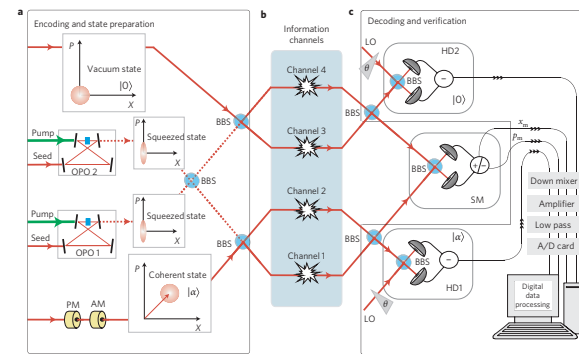 a
Encoding and state preparation
P
Vacuum state
|0⟩
X
Pump
Seed
OPO 2
P
Squeezed state
X
BBS
Pump
Seed
OPO 1
P
Squeezed state
X
BBS
BBS
P
Coherent state
|α⟩
X
PM
AM
b
Information
channels
Channel 4
Channel 3
Channel 2
Channel 1
c
Decoding and verification
LO
θ
HD2
BBS
−
|0⟩
BBS
xm
pm
BBS
+
−
SM
BBS
|α⟩
BBS
−
HD1
θ
LO
Down mixer
Amplifier
Low pass
A/D card
Digital
data
processing